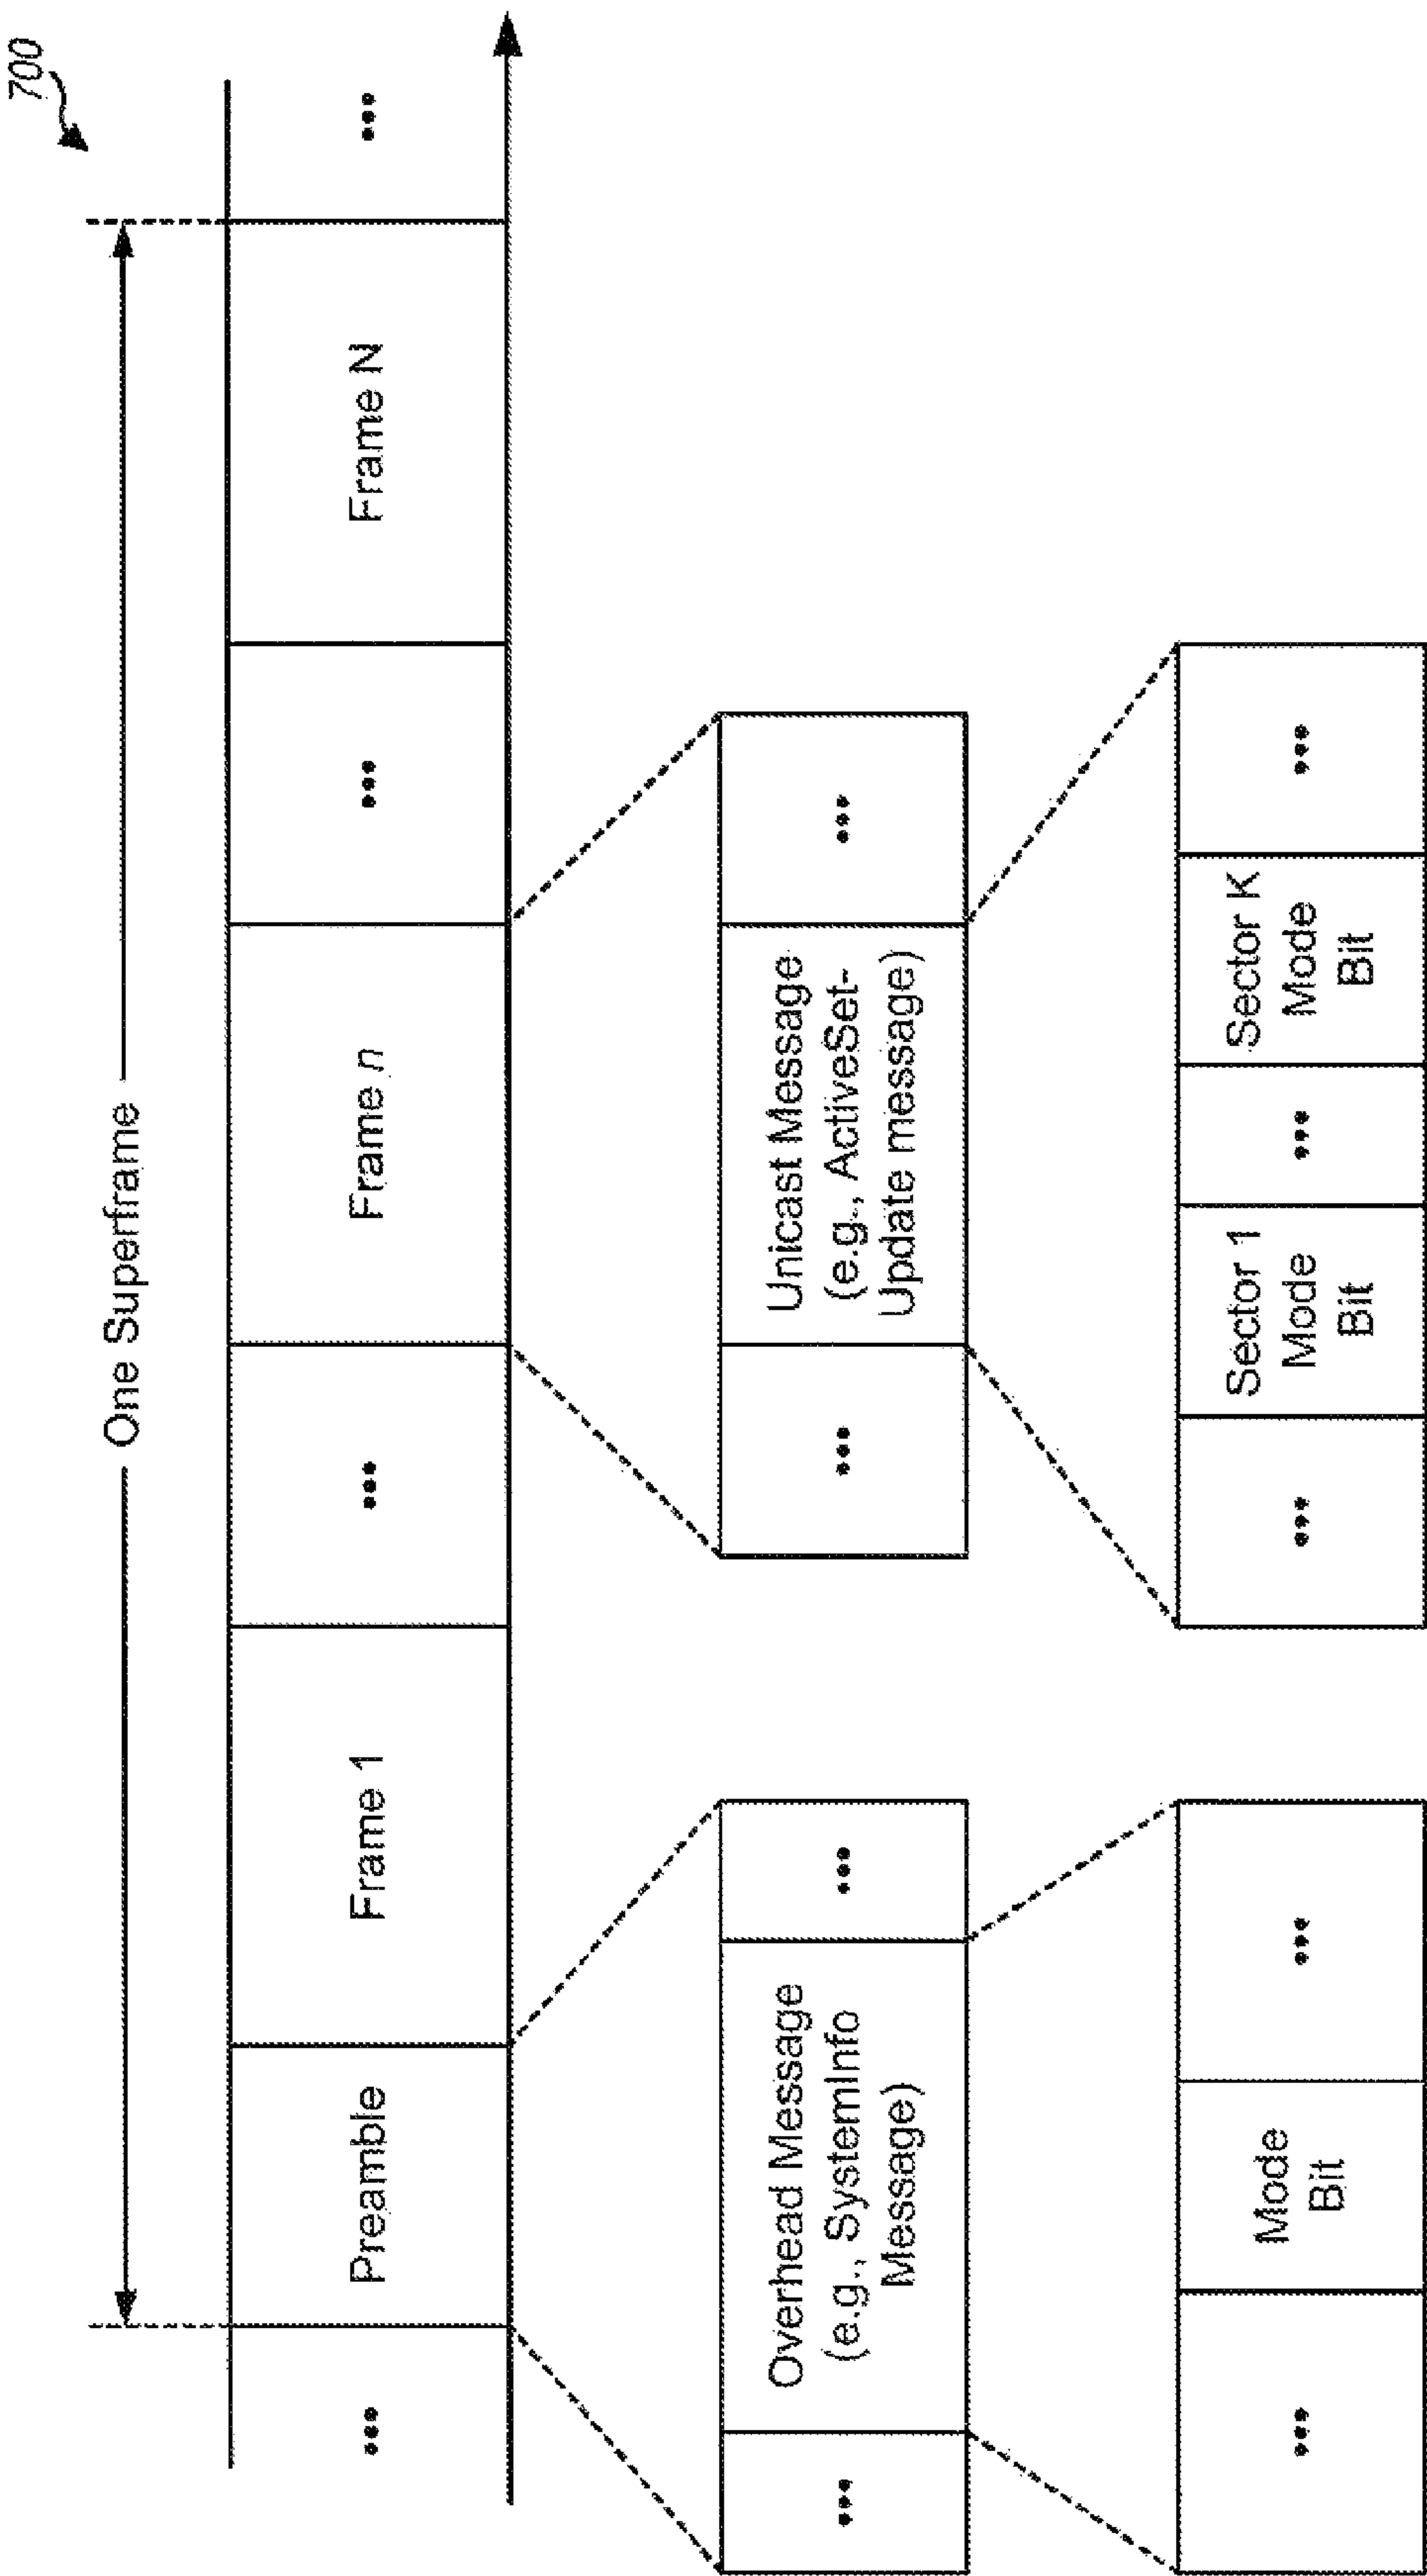 700
One Superframe
••• Preamble Frame 1 ••• Frame n ••• Frame N •••
••• Overhead Message •••
(e.g., SystemInfo
Message)
••• Unicast Message •••
(e.g., ActiveSet-
Update message)
••• Mode •••
Bit
••• Sector 1 ••• Sector K •••
Mode Mode
Bit Bit